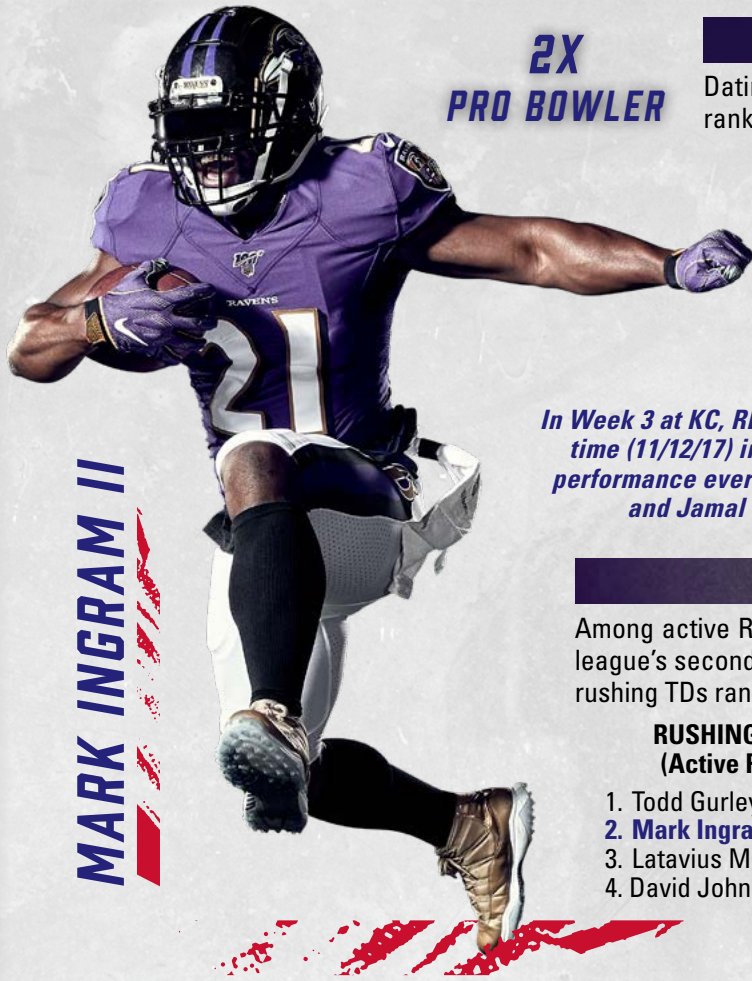 2X
PRO BOWLER
Dati
rank
RAVENS
21
In Week 3 at KC, R
time (11/12/17) i
performance ever
and Jamal
MARK INGRAM II
Among active R
league's second
rushing TDs ran
RUSHING
(Active
1. Todd Gurley
2. Mark Ingra
3. Latavius M
4. David John